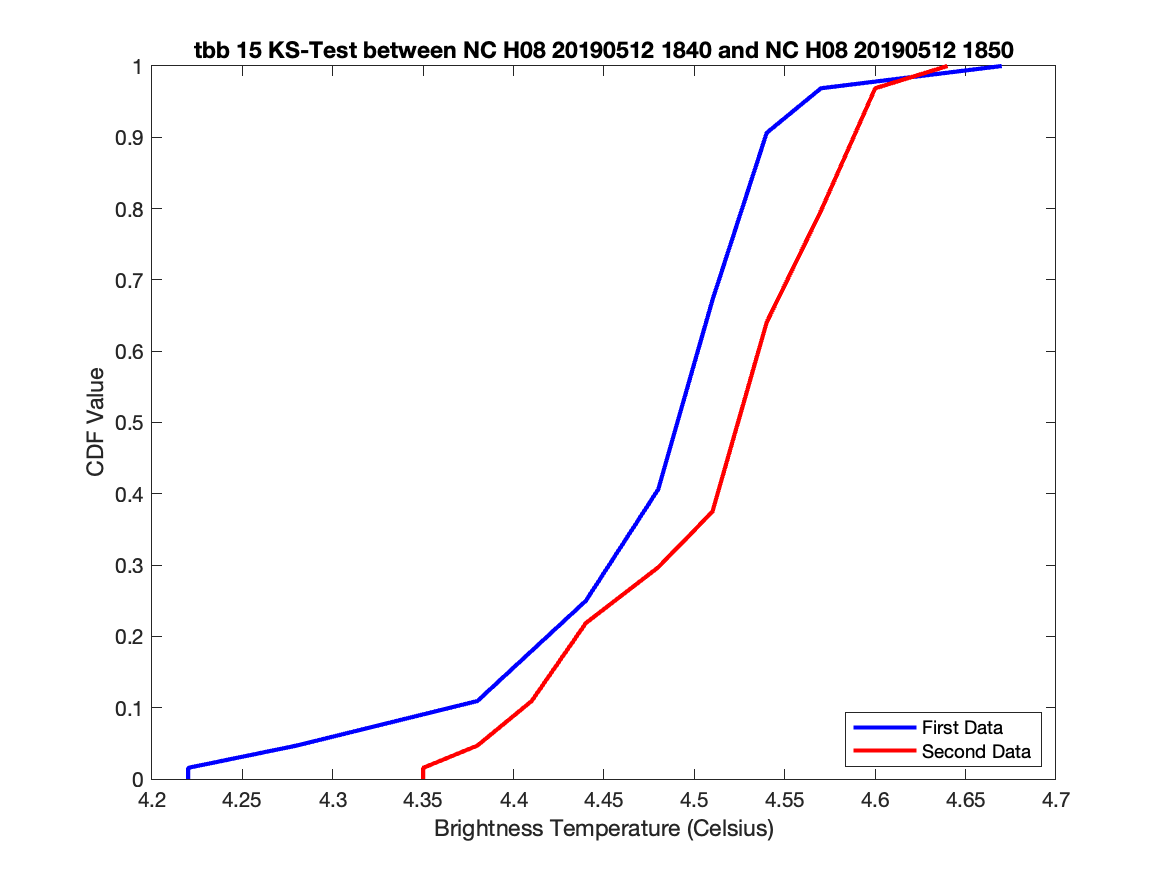 tbb 15 KS-Test between NC H08 20190512 1840 and NC H08 20190512 1850
1
0.9
0.8
0.7
0.6
0.5
0.4
0.3
0.2
0.1
0
CDF Value
First Data
Second Data
4.2 4.25 4.3 4.35 4.4 4.45 4.5 4.55 4.6 4.65 4.7
Brightness Temperature (Celsius)